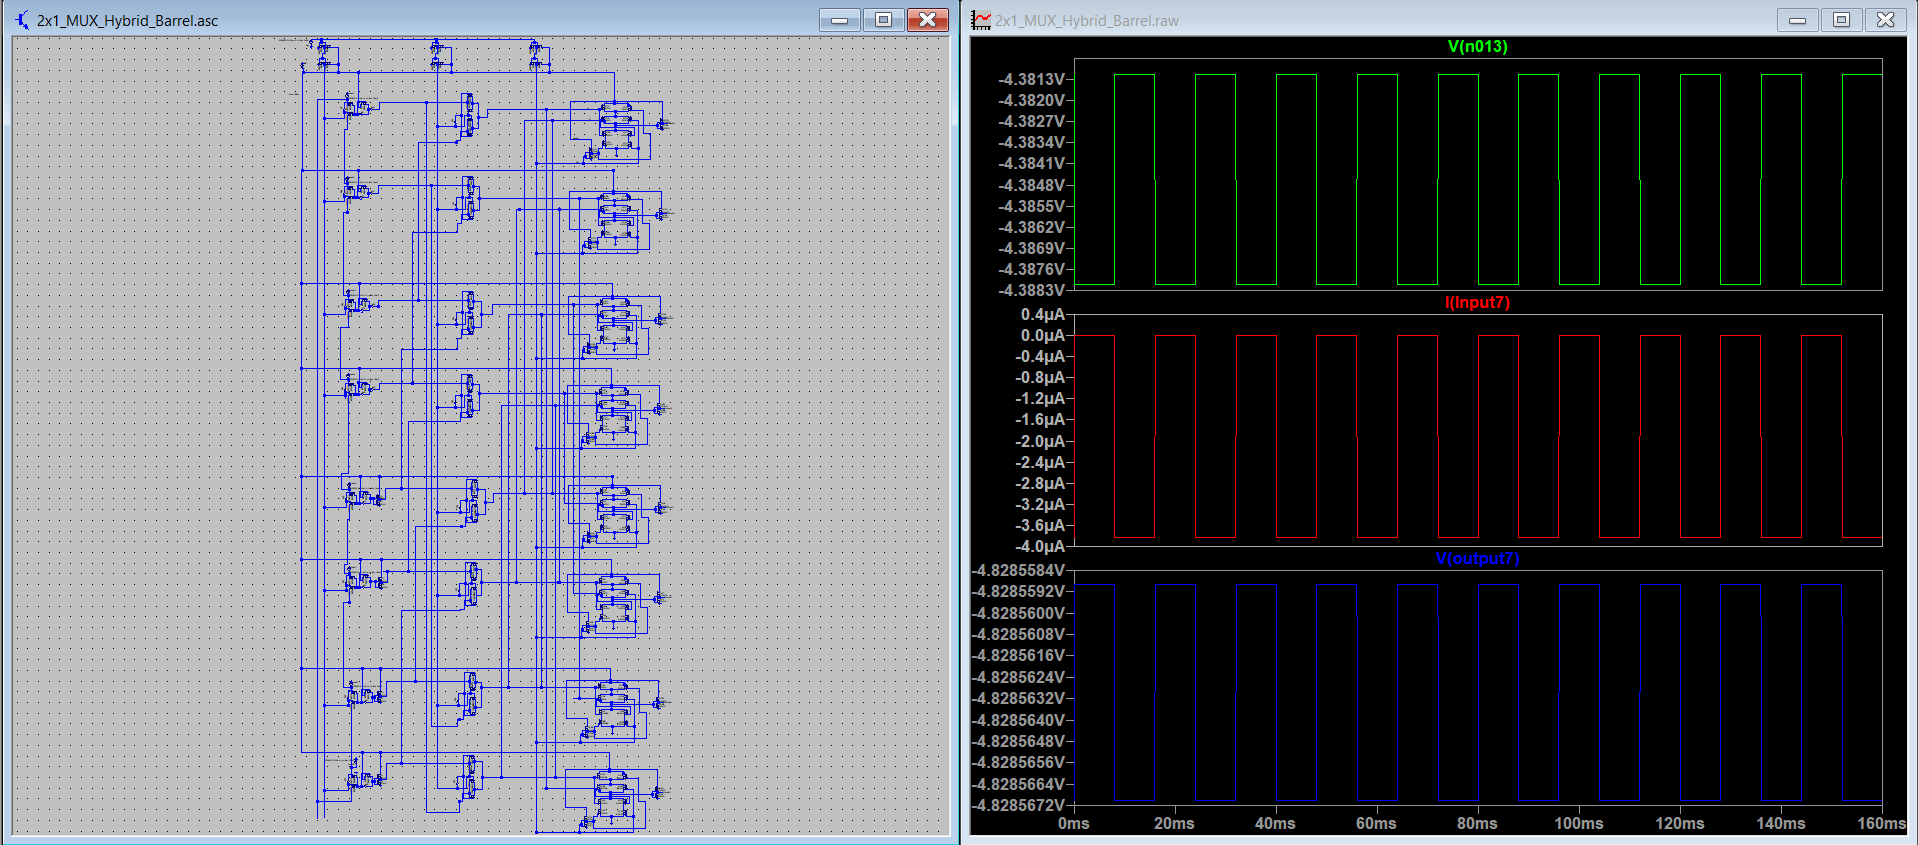 2x1_MUX_Hybrid_Barrel.asc
2x1_MUX_Hybrid_Barrel.raw
V(n013)
-4.3813V
-4.3820V
-4.3827V
-4.3834V
-4.3841V
-4.3848V
-4.3855V
-4.3862V
-4.3869V
-4.3876V
-4.3883V
I(Input7)
0.4µA
0.0µA
-0.4µA
-0.8µA
-1.2µA
-1.6µA
-2.0µA
-2.4µA
-2.8µA
-3.2µA
-3.6µA
-4.0µA
V(output7)
-4.8285584V
-4.8285592V
-4.8285600V
-4.8285608V
-4.8285616V
-4.8285624V
-4.8285632V
-4.8285640V
-4.8285648V
-4.8285656V
-4.8285664V
-4.8285672V
0ms 20ms 40ms 60ms 80ms 100ms 120ms 140ms 160ms